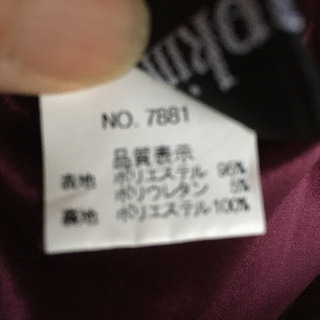 pkin
NO. 7881
品質表示
表地 ポリエステル 95%
ポリウレタン 5%
裏地 ポリエステル100%